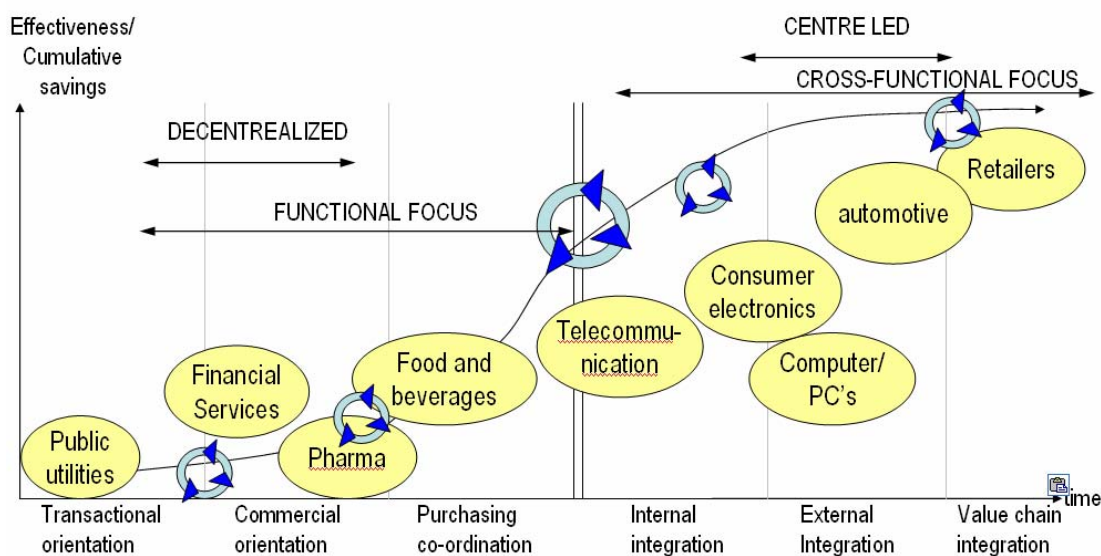 Effectiveness/
Cumulative
savings
CENTRE LED
CROSS-FUNCTIONAL FOCUS
DECENTREALIZED
FUNCTIONAL FOCUS
Retailers
automotive
Consumer
electronics
Telecommu-
nication
Computer/
PC's
Food and
beverages
Financial
Services
Pharma
Public
utilities
time
Transactional
orientation
Commercial
orientation
Purchasing
co-ordination
Internal
integration
External
Integration
Value chain
integration